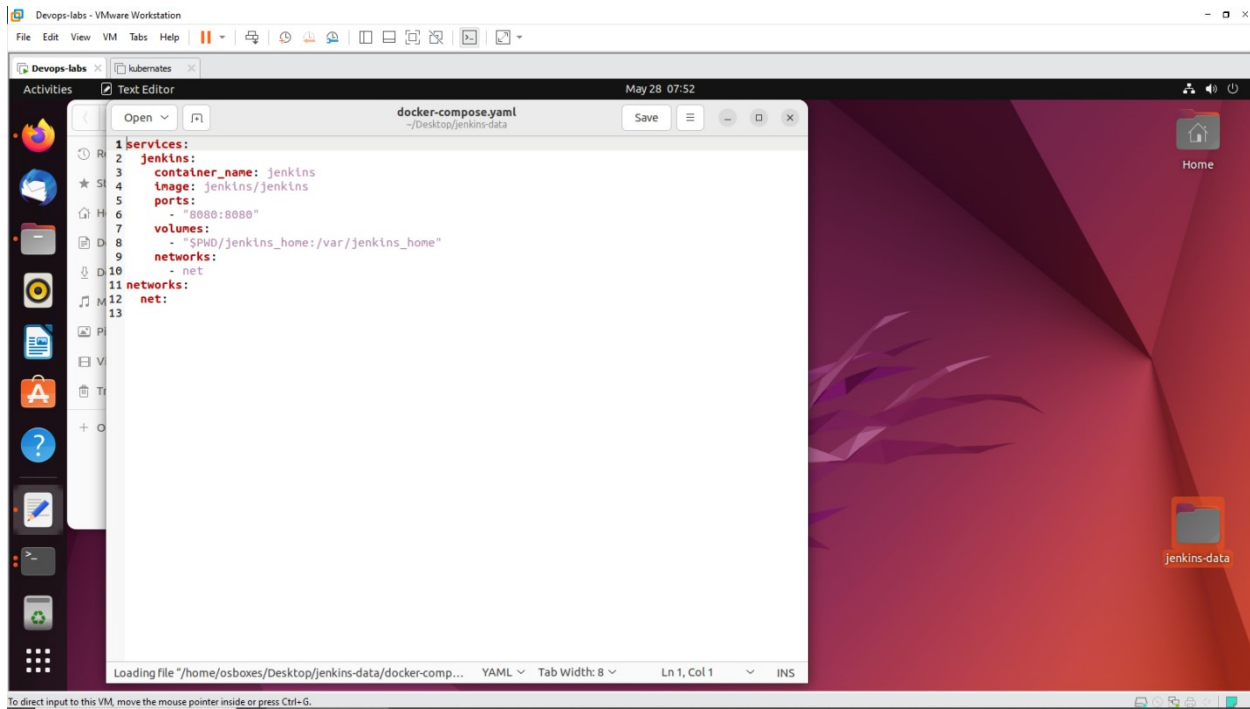 Devops-labs - VMware Workstation
File Edit View VM Tabs Help
Devops-labs
kubernates
Activities
Text Editor
May 28 07:52
Open
docker-compose.yaml
~/Desktop/jenkins-data
Save
1 services:
2   jenkins:
3     container_name: jenkins
4     image: jenkins/jenkins
5     ports:
6       - "8080:8080"
7     volumes:
8       - "$PWD/jenkins_home:/var/jenkins_home"
9     networks:
10       - net
11 networks:
12   net:
13
Home
jenkins-data
Loading file "/home/osboxes/Desktop/jenkins-data/docker-comp... YAML Tab Width: 8 Ln 1, Col 1 INS
To direct input to this VM, move the mouse pointer inside or press Ctrl+G.